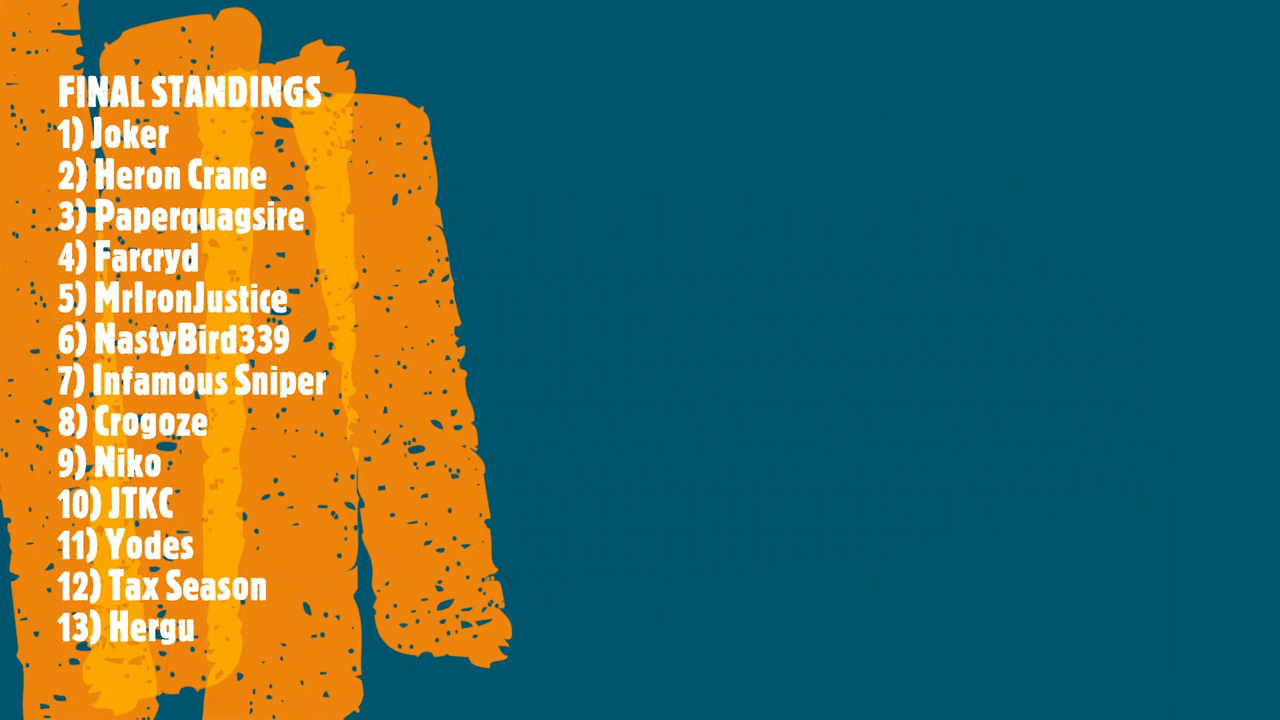 FINAL STANDINGS
1) Joker
2) Heron Crane
3) Paperquagsire
4) Farcryd
5) MrIronJustice
6) NastyBird339
7) Infamous Sniper
8) Crogoze
9) Niko
10) JTKC
11) Yodes
12) Tax Season
13) Hergu